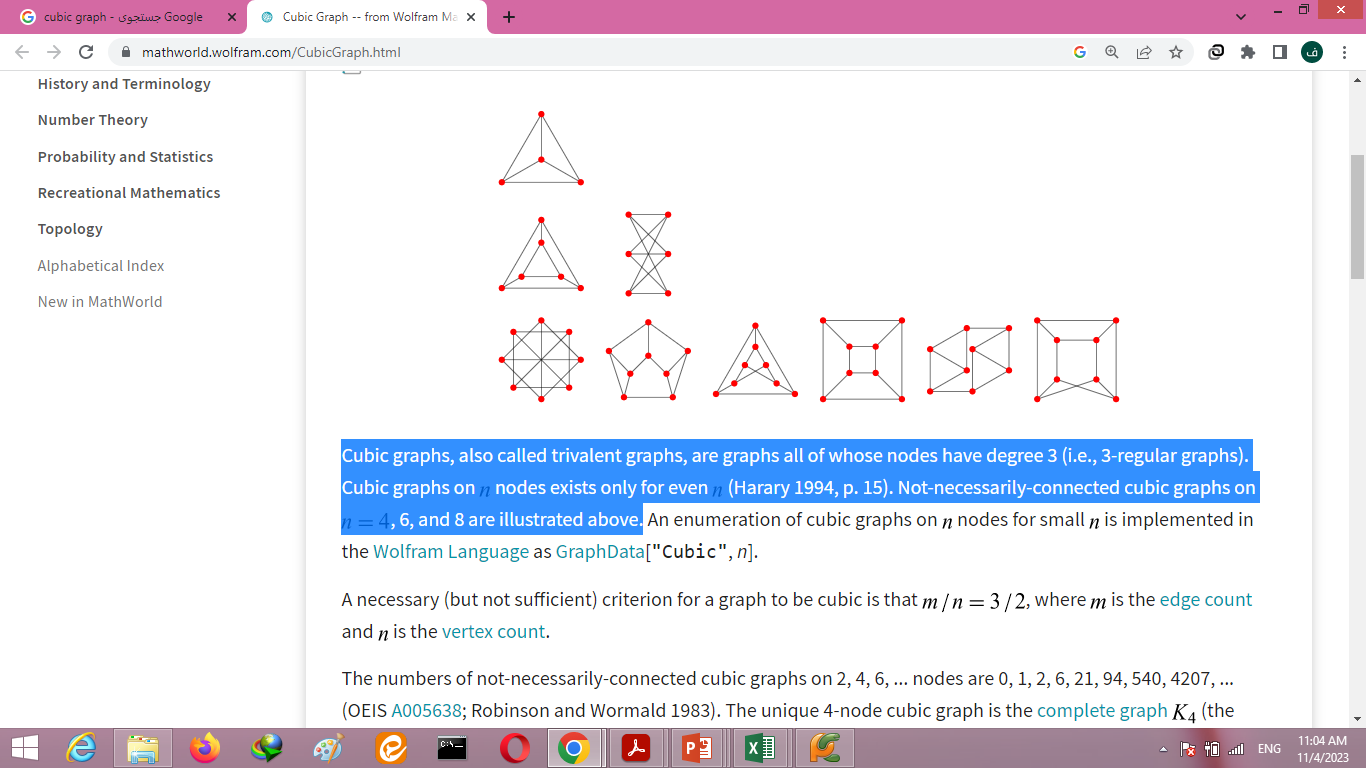 cubic graph - جستجوی Google
Cubic Graph -- from Wolfram Ma
mathworld.wolfram.com/CubicGraph.html
ف
History and Terminology
Number Theory
Probability and Statistics
Recreational Mathematics
Topology
Alphabetical Index
New in MathWorld
Cubic graphs, also called trivalent graphs, are graphs all of whose nodes have degree 3 (i.e., 3-regular graphs).
Cubic graphs on n nodes exists only for even n (Harary 1994, p. 15). Not-necessarily-connected cubic graphs on
n = 4, 6, and 8 are illustrated above. An enumeration of cubic graphs on n nodes for small n is implemented in
the Wolfram Language as GraphData["Cubic", n].
A necessary (but not sufficient) criterion for a graph to be cubic is that m/n = 3/2, where m is the edge count
and n is the vertex count.
The numbers of not-necessarily-connected cubic graphs on 2, 4, 6, ... nodes are 0, 1, 2, 6, 21, 94, 540, 4207, ...
(OEIS A005638; Robinson and Wormald 1983). The unique 4-node cubic graph is the complete graph K4 (the
ENG
11:04 AM
11/4/2023